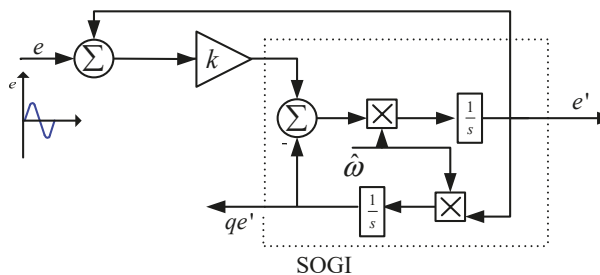 e
Σ
k
e
Σ
-
×
1/s
e'
ω̂
qe'
1/s
×
SOGI